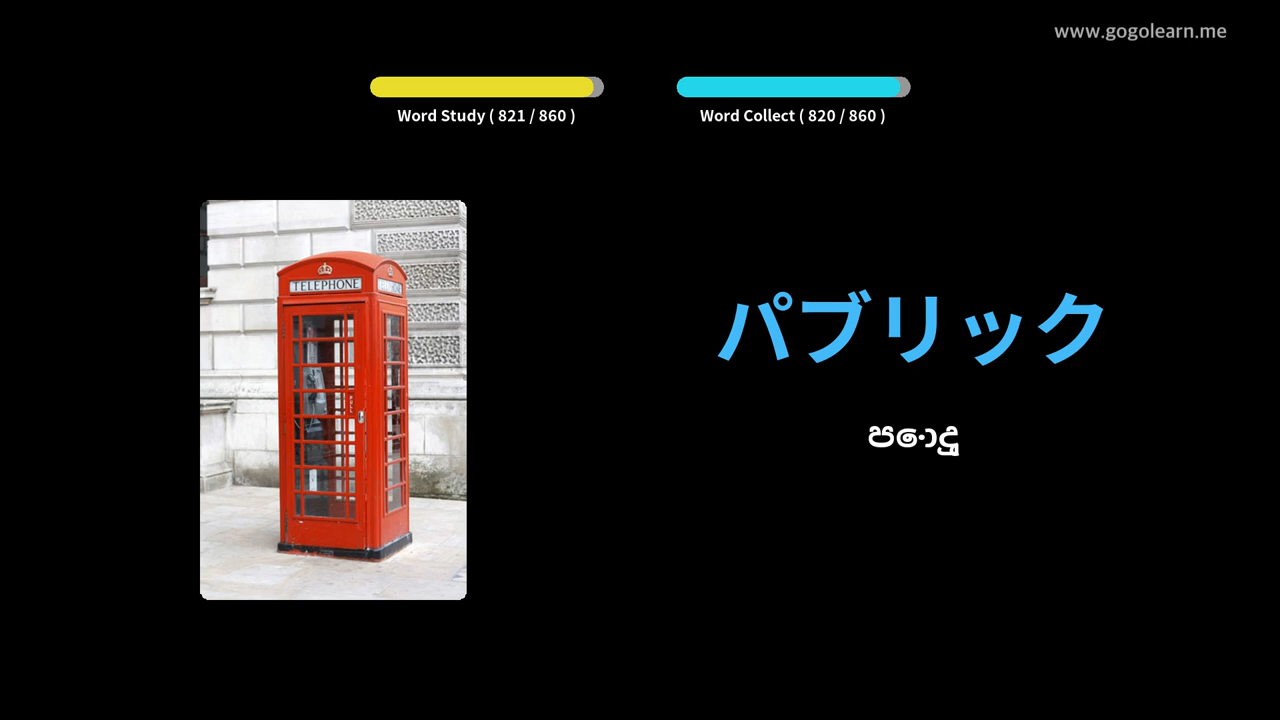 www.gogolearn.me
Word Study ( 821 / 860 )
Word Collect ( 820 / 860 )
TELEPHONE
パブリック
පොදු